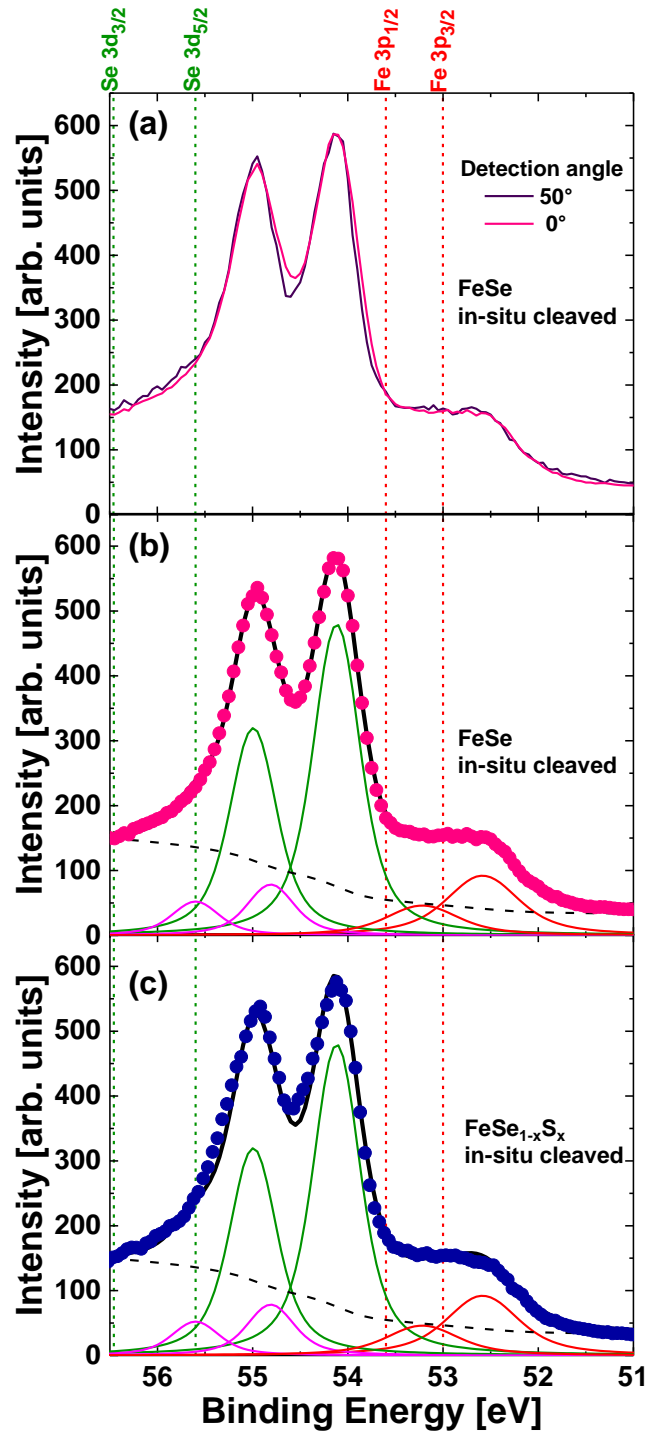 Se 3d3/2
Se 3d5/2
Fe 3p1/2
Fe 3p3/2
(a)
600
500
400
300
200
100
0
Intensity [arb. units]
Detection angle
50°
0°
FeSe
in-situ cleaved
(b)
600
500
400
300
200
100
0
Intensity [arb. units]
FeSe
in-situ cleaved
(c)
600
500
400
300
200
100
0
Intensity [arb. units]
FeSe1-xSx
in-situ cleaved
56 55 54 53 52 51
Binding Energy [eV]